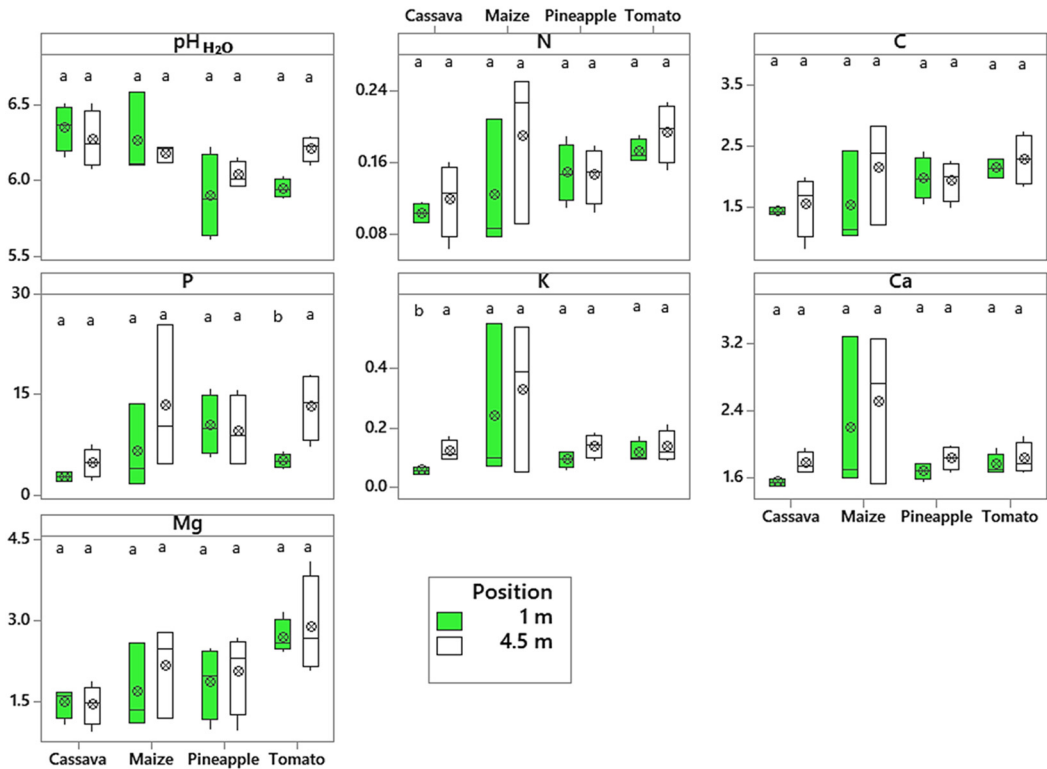 Cassava Maize Pineapple Tomato
pHH₂O N C
a a a a a a a a
a a a a a a a a
a a a a a a a a
6.5
6.0
5.5
0.24
0.16
0.08
3.5
2.5
1.5
P K Ca
a a a a a a b a
b a a a a a a a
a a a a a a a a
30
15
0
0.4
0.2
0.0
3.2
2.4
1.6
Cassava Maize Pineapple Tomato
Mg
a a a a a a a a
4.5
3.0
1.5
Cassava Maize Pineapple Tomato
Position
1 m
4.5 m